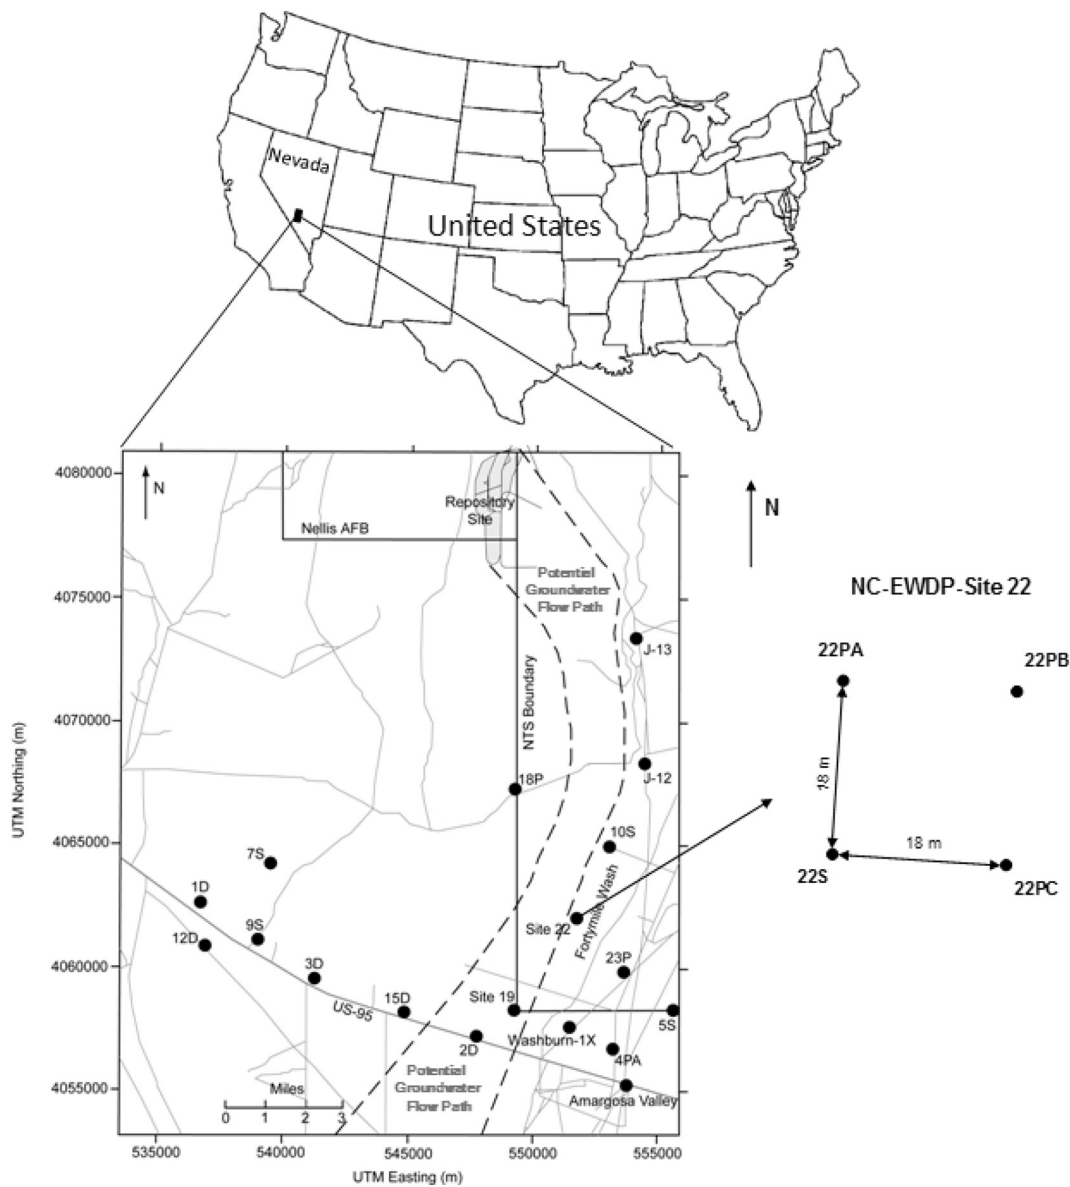 Nevada
United States
4080000
4075000
4070000
4065000
4060000
4055000
UTM Northing (m)
N
Nellis AFB
Repository
Site
Potential
Groundwater
Flow Path
NTS Boundary
J-13
J-12
18P
10S
7S
1D
9S
12D
3D
15D
US-95
2D
Site 19
Site 22
Fortymile Wash
23P
5S
Washburn-1X
4PA
Amargosa Valley
Potential
Groundwater
Flow Path
Miles
0 1 2 3
535000 540000 545000 550000 555000
UTM Easting (m)
N
NC-EWDP-Site 22
22PA
22PB
18 m
18 m
22S
22PC